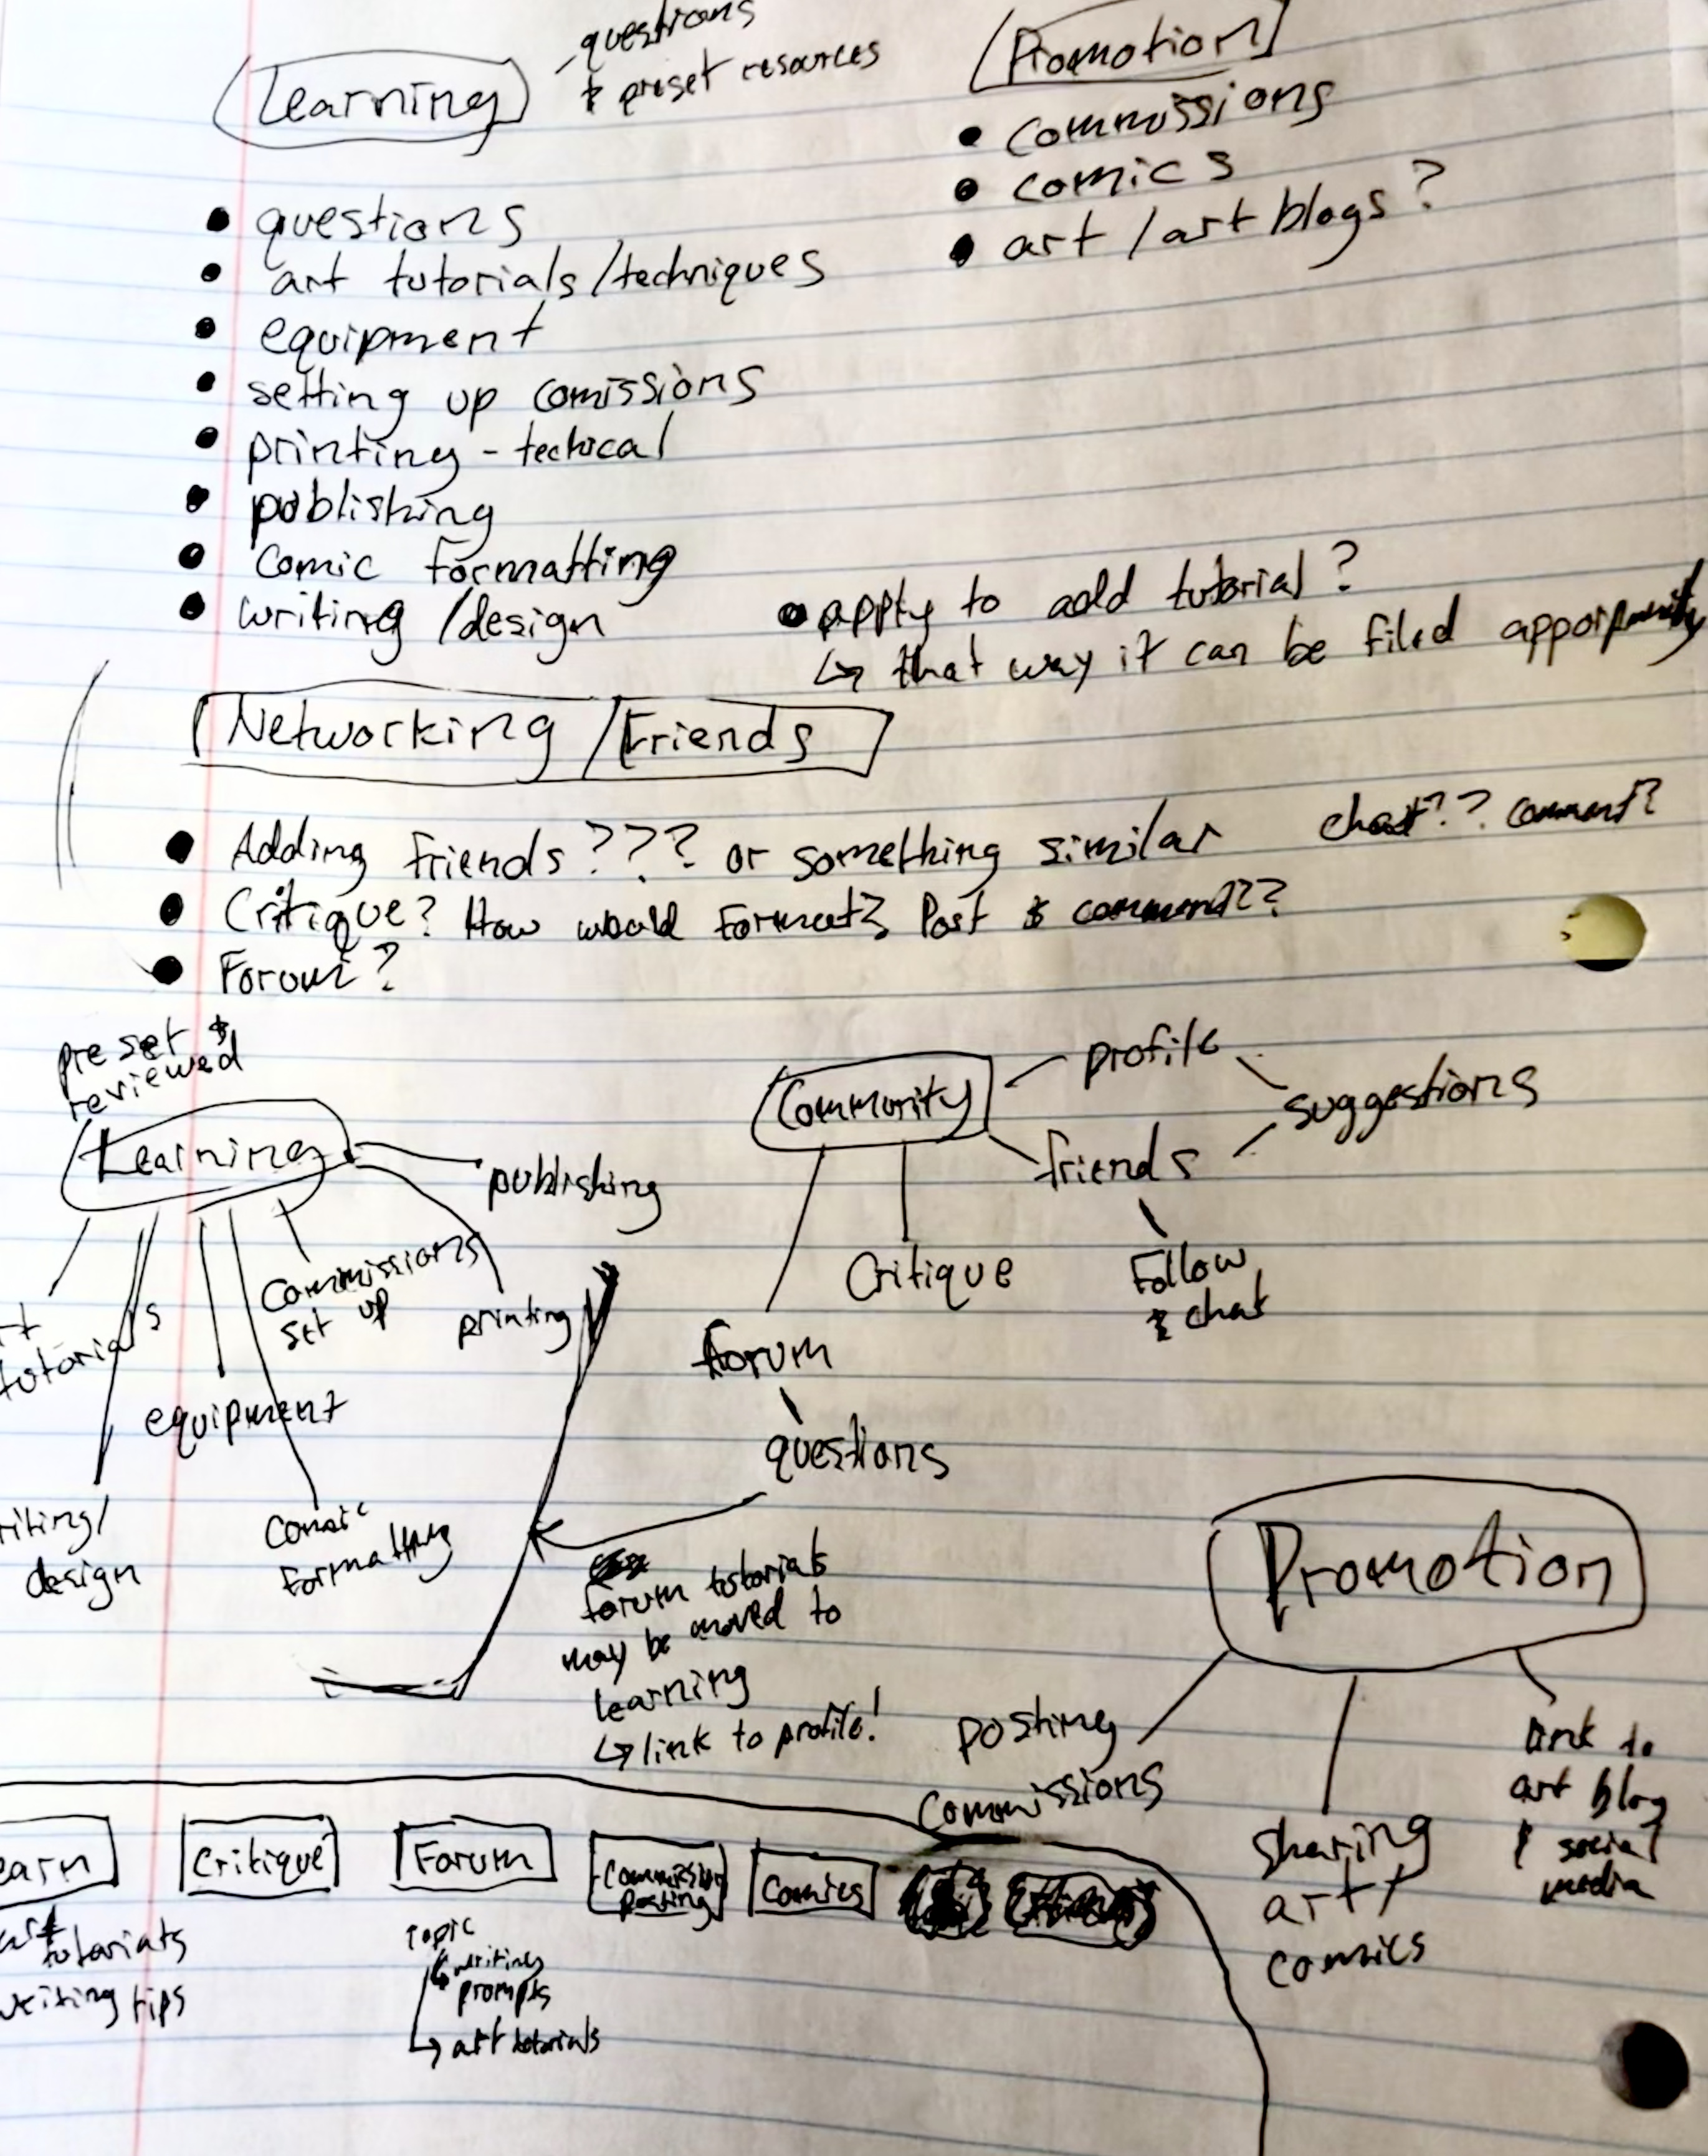 Learning
questions
& preset resources
• questions
• art tutorials/techniques
• equipment
• setting up comissions
• printing - techical
• publishing
• comic formatting
• writing /design
Promotion
• commissions
• comics
• art / art blogs?
• apply to add tutorial?
↳ that way it can be filed
Networking /Friends
• Adding friends??? or something similar chat?? comment?
• Critique? How would format? Post & comment??
• Forum?
preset &
reviewed
Learning
publishing
printing
commissions
set up
equipment
comic
formatting
tutorials
design
Community
profile
suggestions
friends
Follow
& chat
Critique
forum
questions
forum tutorials
may be moved to
learning
↳ link to profile!
Promotion
posting
commissions
sharing
art/
comics
link to
art blog
& social
media
earn
Critique
Forum
Commission
Posting
Comics
art
tutorials
writing tips
topic
↳ writing
prompts
↳ art tutorials